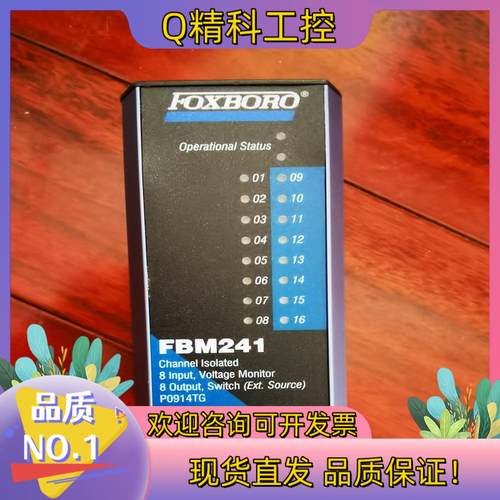 Q精科工控
FOXBORO®
Operational Status
01 09
02 10
03 11
04 12
05 13
06 14
07 15
08 16
FBM241
Channel Isolated
8 Input, Voltage Monitor
8 Output, Switch (Ext. Source)
P0914TG
品质
NO.1
欢迎咨询可开发票
现货直发 品质保证！